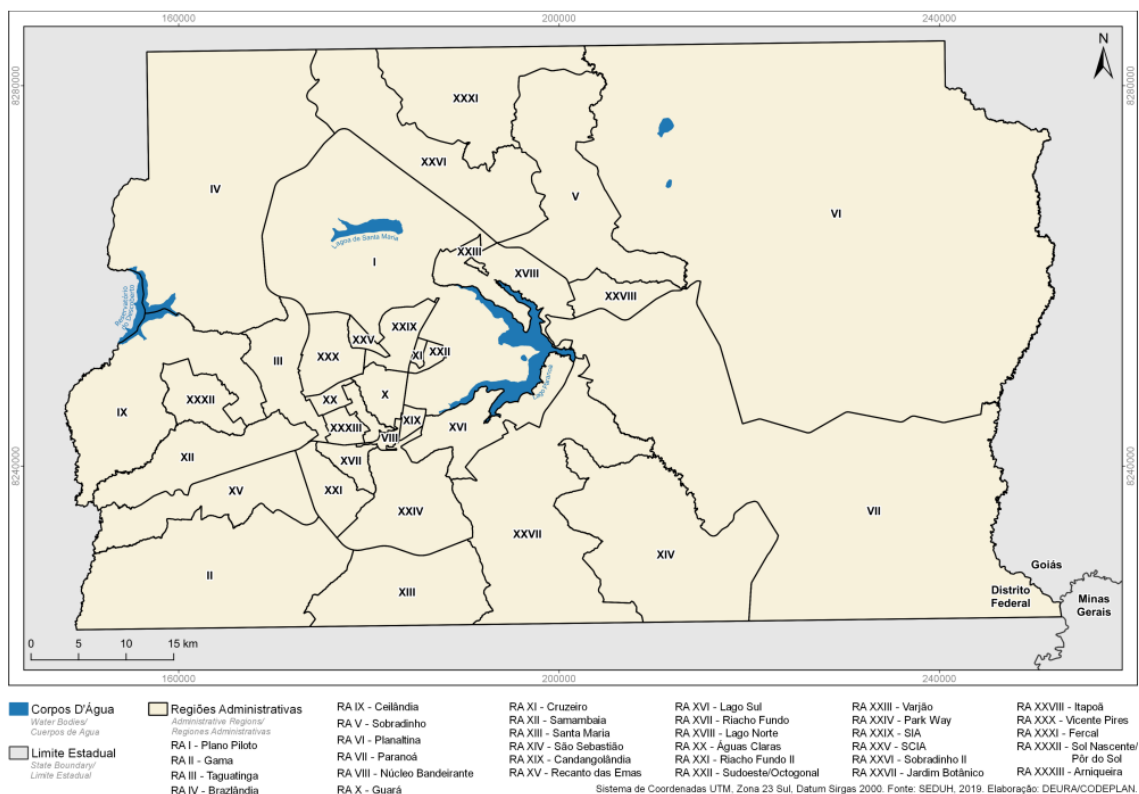 160000
200000
240000
8280000
8280000
N
XXXI
XXVI
IV
V
VI
Lagoa de Santa Maria
I
XXIII
XVIII
XXVIII
Reservatório
do Descoberto
XXIX
XXV
XXX
XI
XXII
III
Lago Paranoá
XXXII
XX
X
IX
XIX
XXXIII
VIII
XVI
XII
XVII
8240000
8240000
XV
XXI
XXIV
VII
XXVII
XIV
II
XIII
Goiás
Distrito
Federal
Minas
Gerais
0 5 10 15 km
160000
200000
240000
Corpos D'Água
Water Bodies/
Cuerpos de Agua
Limite Estadual
State Boundary/
Limite Estadual
Regiões Administrativas
Administrative Regions/
Regiones Administrativas
RA I - Plano Piloto
RA II - Gama
RA III - Taguatinga
RA IV - Brazlândia
RA IX - Ceilândia
RA V - Sobradinho
RA VI - Planaltina
RA VII - Paranoá
RA VIII - Núcleo Bandeirante
RA X - Guará
RA XI - Cruzeiro
RA XII - Samambaia
RA XIII - Santa Maria
RA XIV - São Sebastião
RA XIX - Candangolândia
RA XV - Recanto das Emas
RA XVI - Lago Sul
RA XVII - Riacho Fundo
RA XVIII - Lago Norte
RA XX - Águas Claras
RA XXI - Riacho Fundo II
RA XXII - Sudoeste/Octogonal
RA XXIII - Varjão
RA XXIV - Park Way
RA XXIX - SIA
RA XXV - SCIA
RA XXVI - Sobradinho II
RA XXVII - Jardim Botânico
RA XXVIII - Itapoã
RA XXX - Vicente Pires
RA XXXI - Fercal
RA XXXII - Sol Nascente/
Pôr do Sol
RA XXXIII - Arniqueira
Sistema de Coordenadas UTM, Zona 23 Sul, Datum Sirgas 2000. Fonte: SEDUH, 2019. Elaboração: DEURA/CODEPLAN.